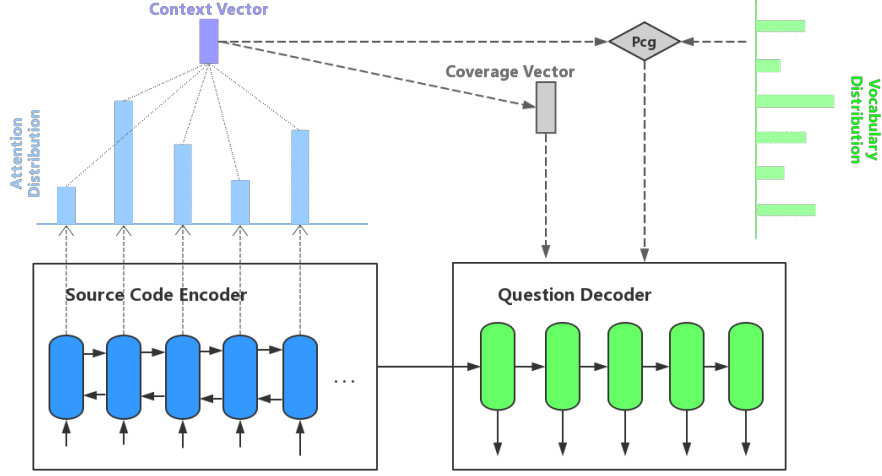 Context Vector
Pcg
Coverage Vector
Attention
Distribution
Vocabulary
Distribution
Source Code Encoder
Question Decoder
...